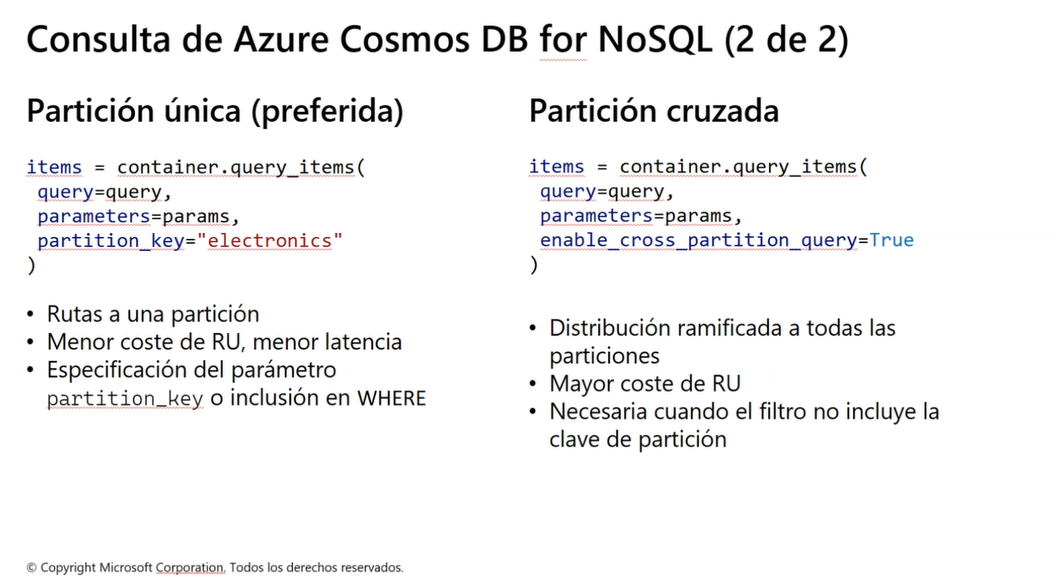 Consulta de Azure Cosmos DB for NoSQL (2 de 2)
Partición única (preferida)
items = container.query_items(
 query=query,
 parameters=params,
 partition_key="electronics"
)
• Rutas a una partición
• Menor coste de RU, menor latencia
• Especificación del parámetro
partition_key o inclusión en WHERE
Partición cruzada
items = container.query_items(
 query=query,
 parameters=params,
 enable_cross_partition_query=True
)
• Distribución ramificada a todas las
particiones
• Mayor coste de RU
• Necesaria cuando el filtro no incluye la
clave de partición
© Copyright Microsoft Corporation. Todos los derechos reservados.